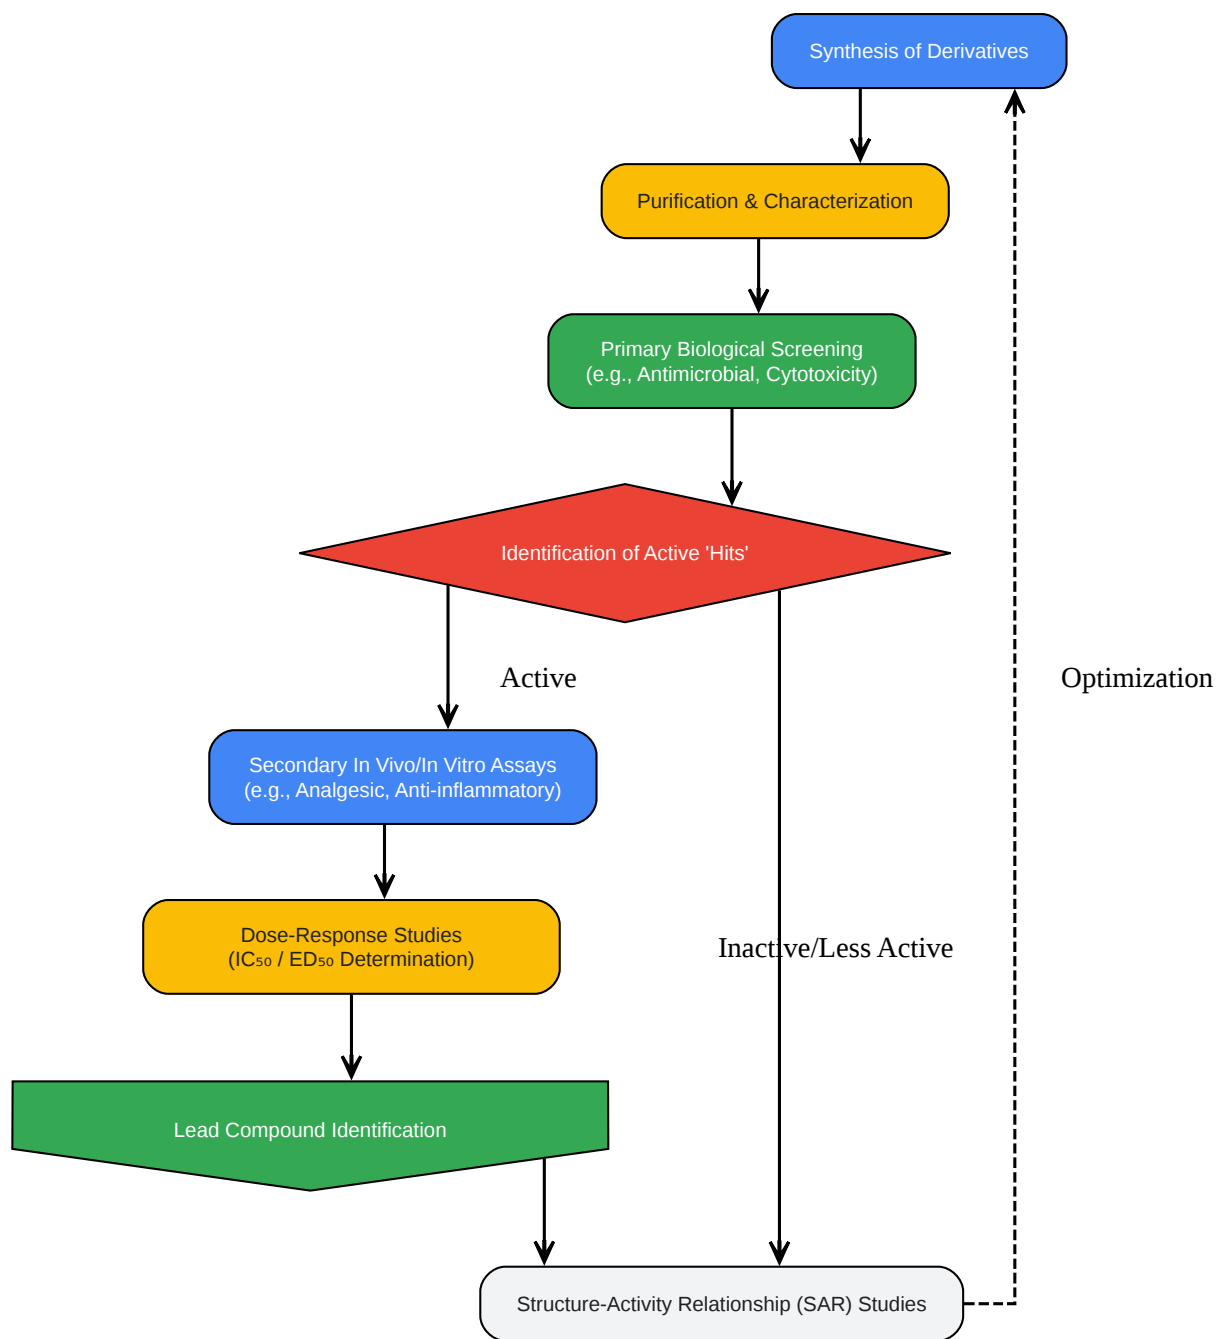 Synthesis of Derivatives
Purification & Characterization
Primary Biological Screening
(e.g., Antimicrobial, Cytotoxicity)
Identification of Active 'Hits'
Active
Optimization
Secondary In Vivo/In Vitro Assays
(e.g., Analgesic, Anti-inflammatory)
Dose-Response Studies
(IC₅₀ / ED₅₀ Determination)
Inactive/Less Active
Lead Compound Identification
Structure-Activity Relationship (SAR) Studies